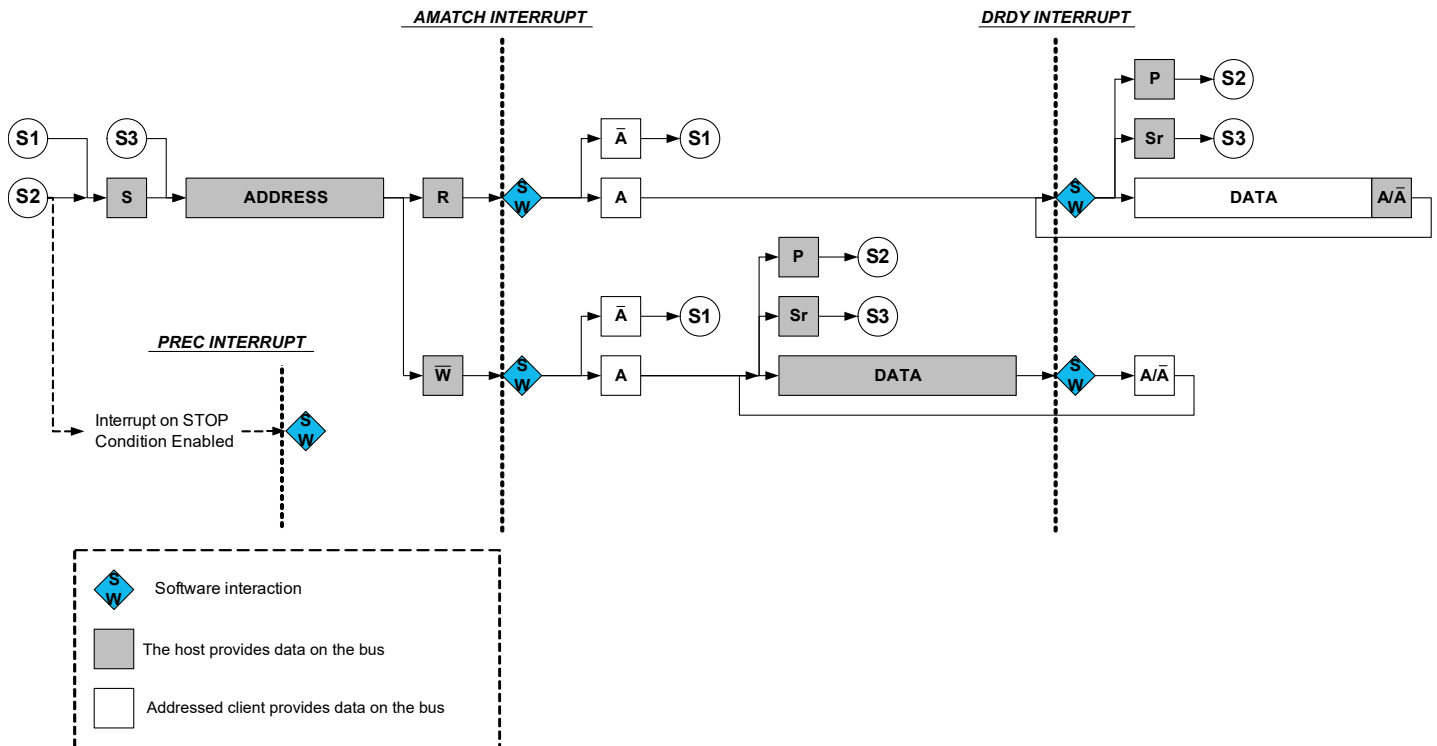 AMATCH INTERRUPT
DRDY INTERRUPT
P
S2
S1
S3
A̅
S1
Sr
S3
S2
S
ADDRESS
R
S
W
A
S
W
DATA
A/A̅
P
S2
A̅
S1
Sr
S3
PREC INTERRUPT
W̅
S
W
A
DATA
S
W
A/A̅
Interrupt on STOP
Condition Enabled
S
W
S
W
Software interaction
The host provides data on the bus
Addressed client provides data on the bus